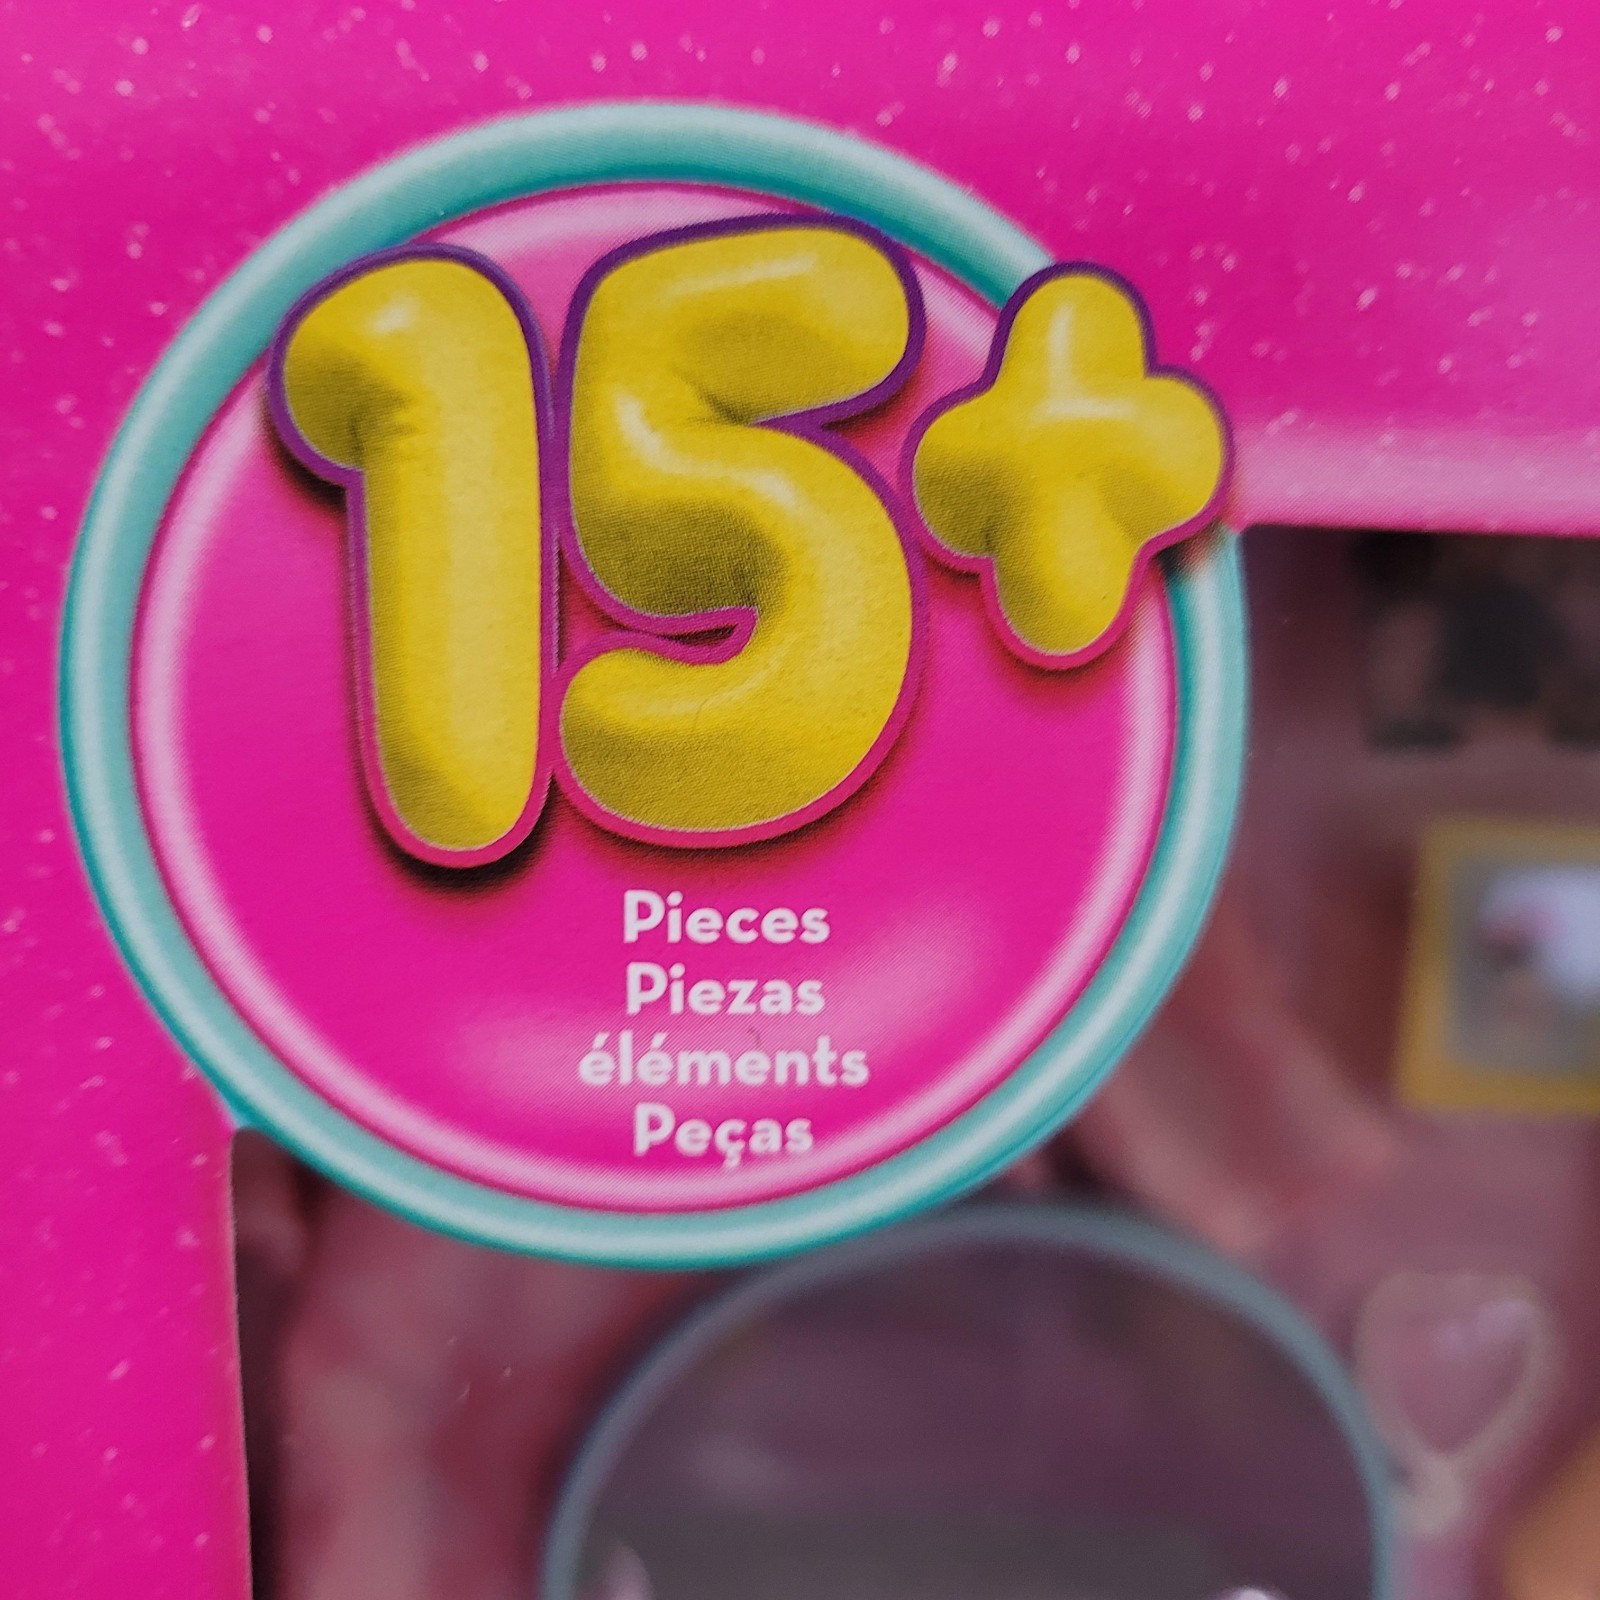 15+
Pieces
Piezas
éléments
Peças